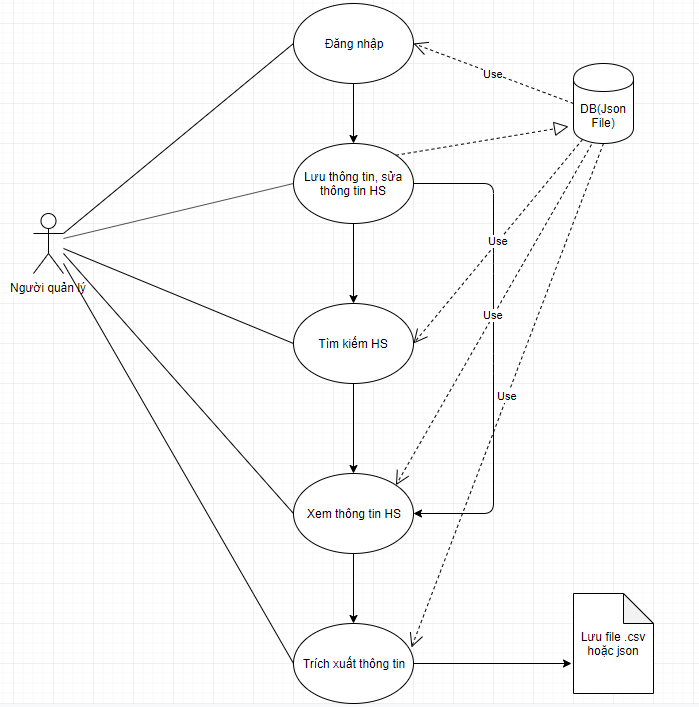 Đăng nhập
Use
DB(Json
File)
Lưu thông tin, sửa
thông tin HS
Use
Người quản lý
Use
Tìm kiếm HS
Use
Xem thông tin HS
Lưu file .csv
hoặc json
Trích xuất thông tin